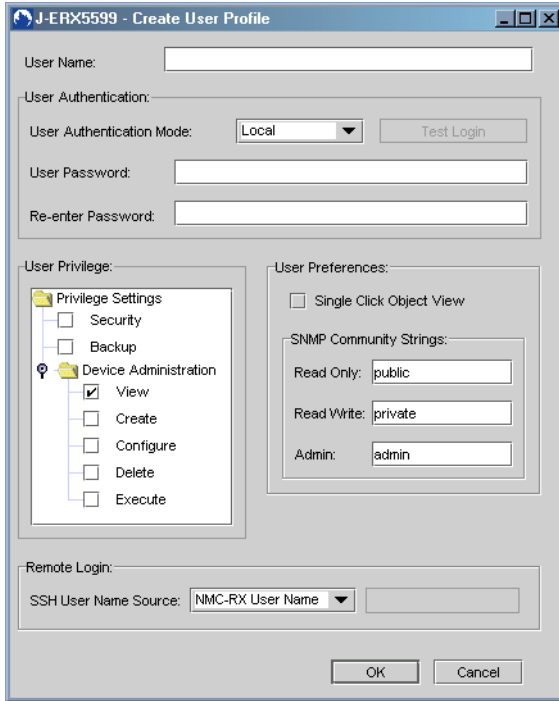 J-ERX5599 - Create User Profile
User Name:
User Authentication:
User Authentication Mode:
Local
Test Login
User Password:
Re-enter Password:
User Privilege:
Privilege Settings
Security
Backup
Device Administration
View
Create
Configure
Delete
Execute
User Preferences:
Single Click Object View
SNMP Community Strings:
Read Only: public
Read Write: private
Admin: admin
Remote Login:
SSH User Name Source: NMC-RX User Name
OK
Cancel